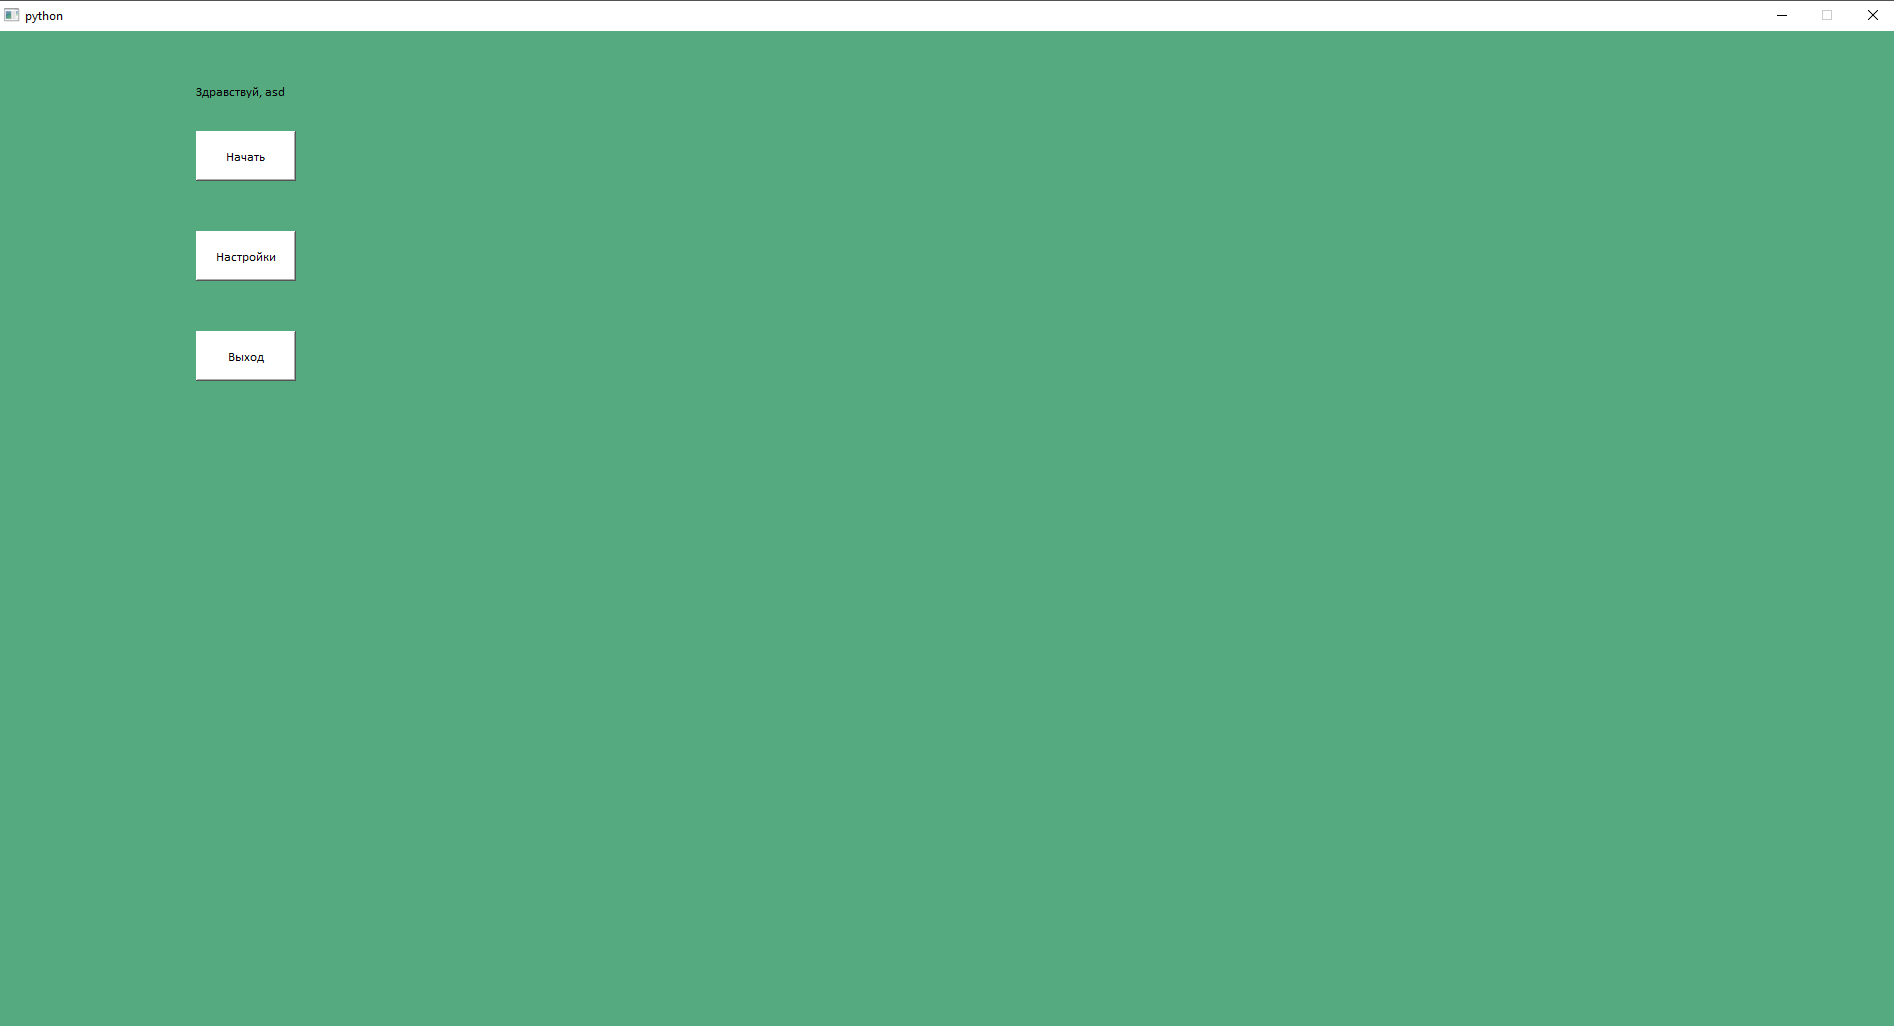 python
Здравствуй, asd
Начать
Настройки
Выход